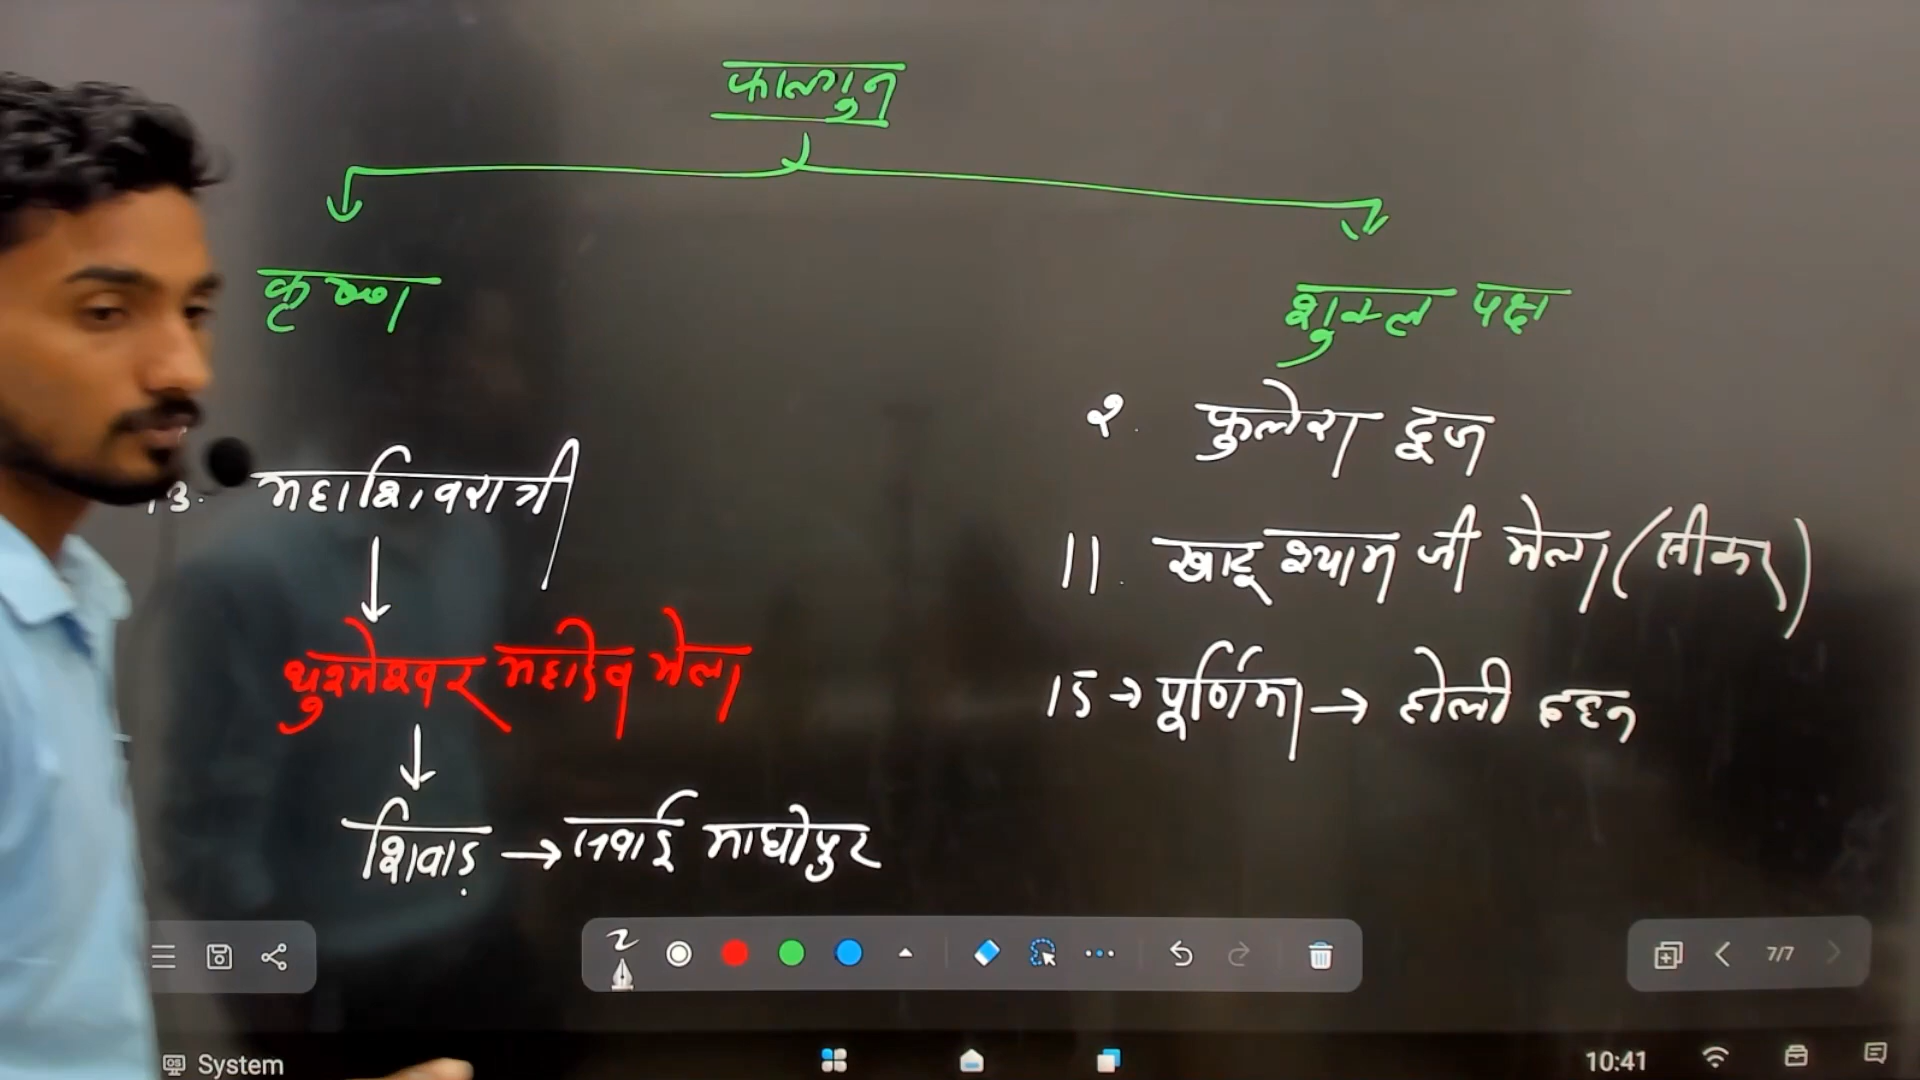 फाल्गुन
कृष्ण
शुक्ल पक्ष
13. महाशिवरात्री
घुश्मेश्वर महादेव मेला
शिवाड़ → सवाई माधोपुर
2. फुलेरा दूज
11. खाटू श्याम जी मेला (सीकर)
15 → पूर्णिमा → होली दहन
7/7
System
10:41